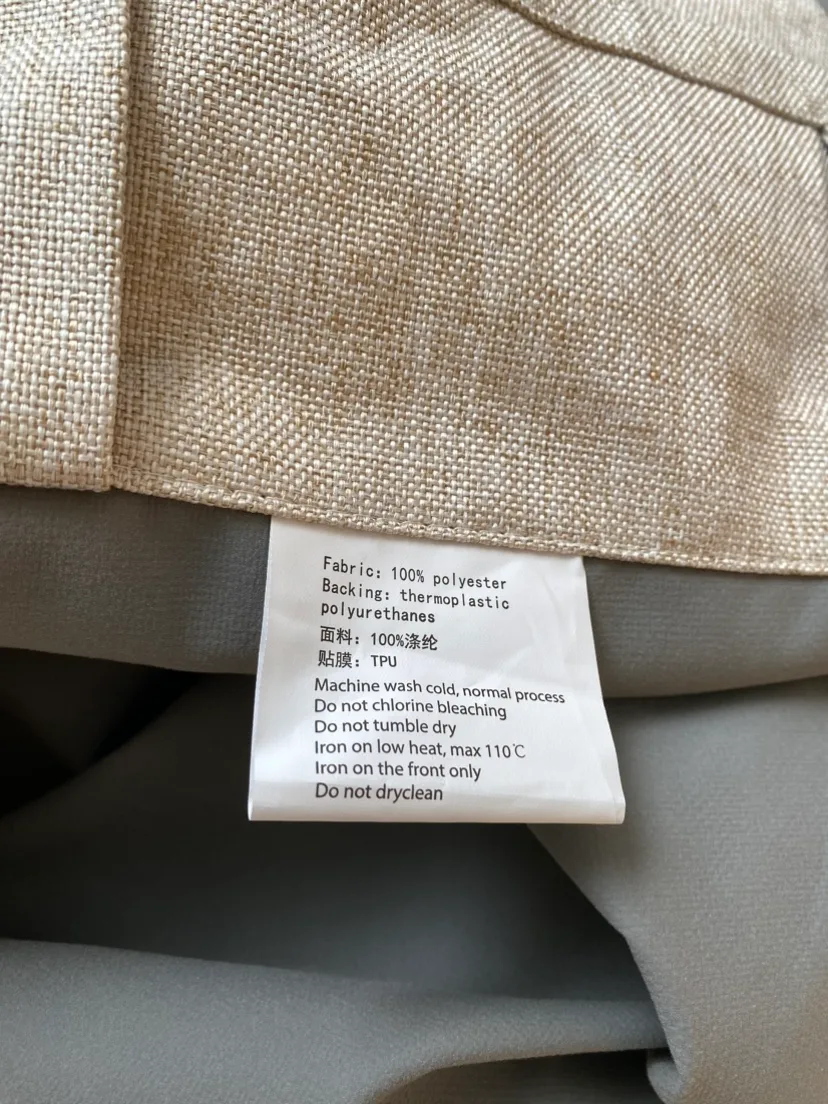 Fabric: 100% polyester
Backing: thermoplastic
polyurethanes
面料: 100%涤纶
贴膜: TPU
Machine wash cold, normal process
Do not chlorine bleaching
Do not tumble dry
Iron on low heat, max 110℃
Iron on the front only
Do not dryclean